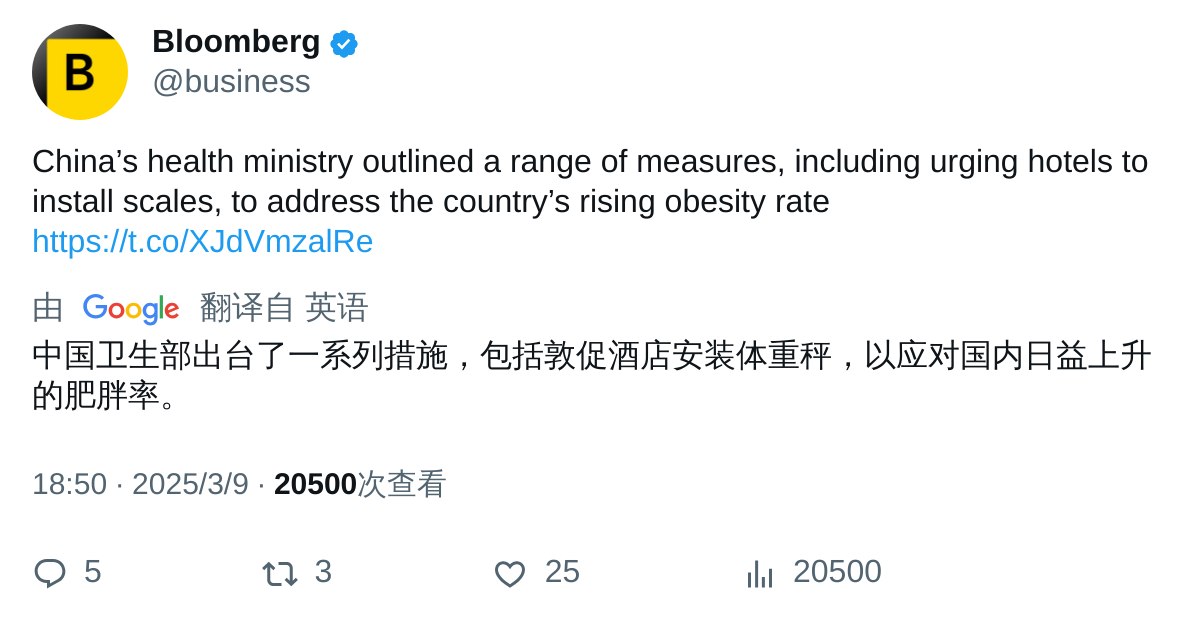 B
Bloomberg
@business
China’s health ministry outlined a range of measures, including urging hotels to
install scales, to address the country’s rising obesity rate
https://t.co/XJdVmzalRe
由 Google 翻译自 英语
中国卫生部出台了一系列措施，包括敦促酒店安装体重秤，以应对国内日益上升
的肥胖率。
18:50 · 2025/3/9 · 20500次查看
5 3 25 20500